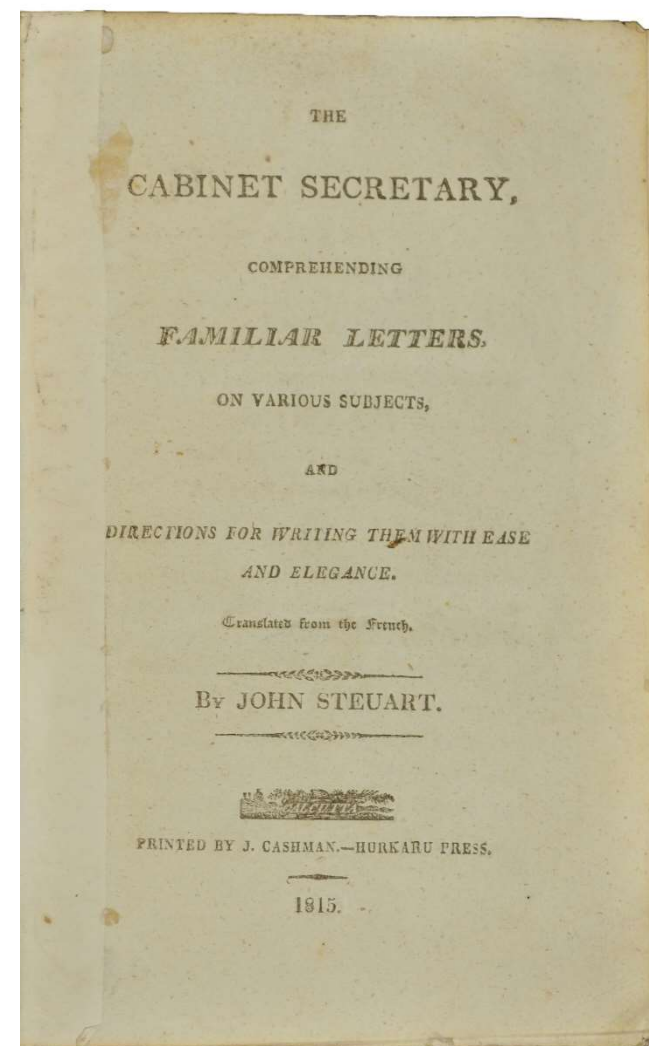 THE
CABINET SECRETARY,
COMPREHENDING
FAMILIAR LETTERS,
ON VARIOUS SUBJECTS,
AND
DIRECTIONS FOR WRITING THEM WITH EASE
AND ELEGANCE.
Translated from the French.
BY JOHN STEUART.
CALCUTTA
PRINTED BY J. CASHMAN.—HURKARU PRESS.
1815.